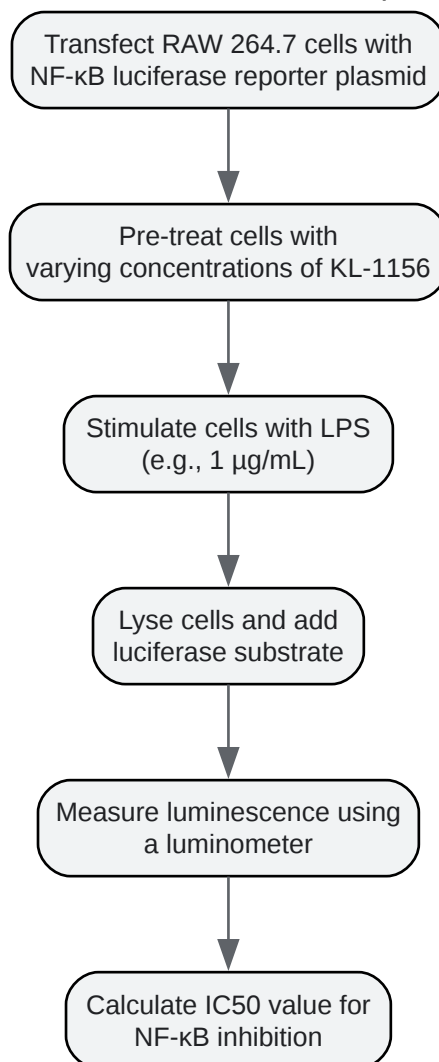 Transfect RAW 264.7 cells with
NF-κB luciferase reporter plasmid
Pre-treat cells with
varying concentrations of KL-1156
Stimulate cells with LPS
(e.g., 1 µg/mL)
Lyse cells and add
luciferase substrate
Measure luminescence using
a luminometer
Calculate IC50 value for
NF-κB inhibition